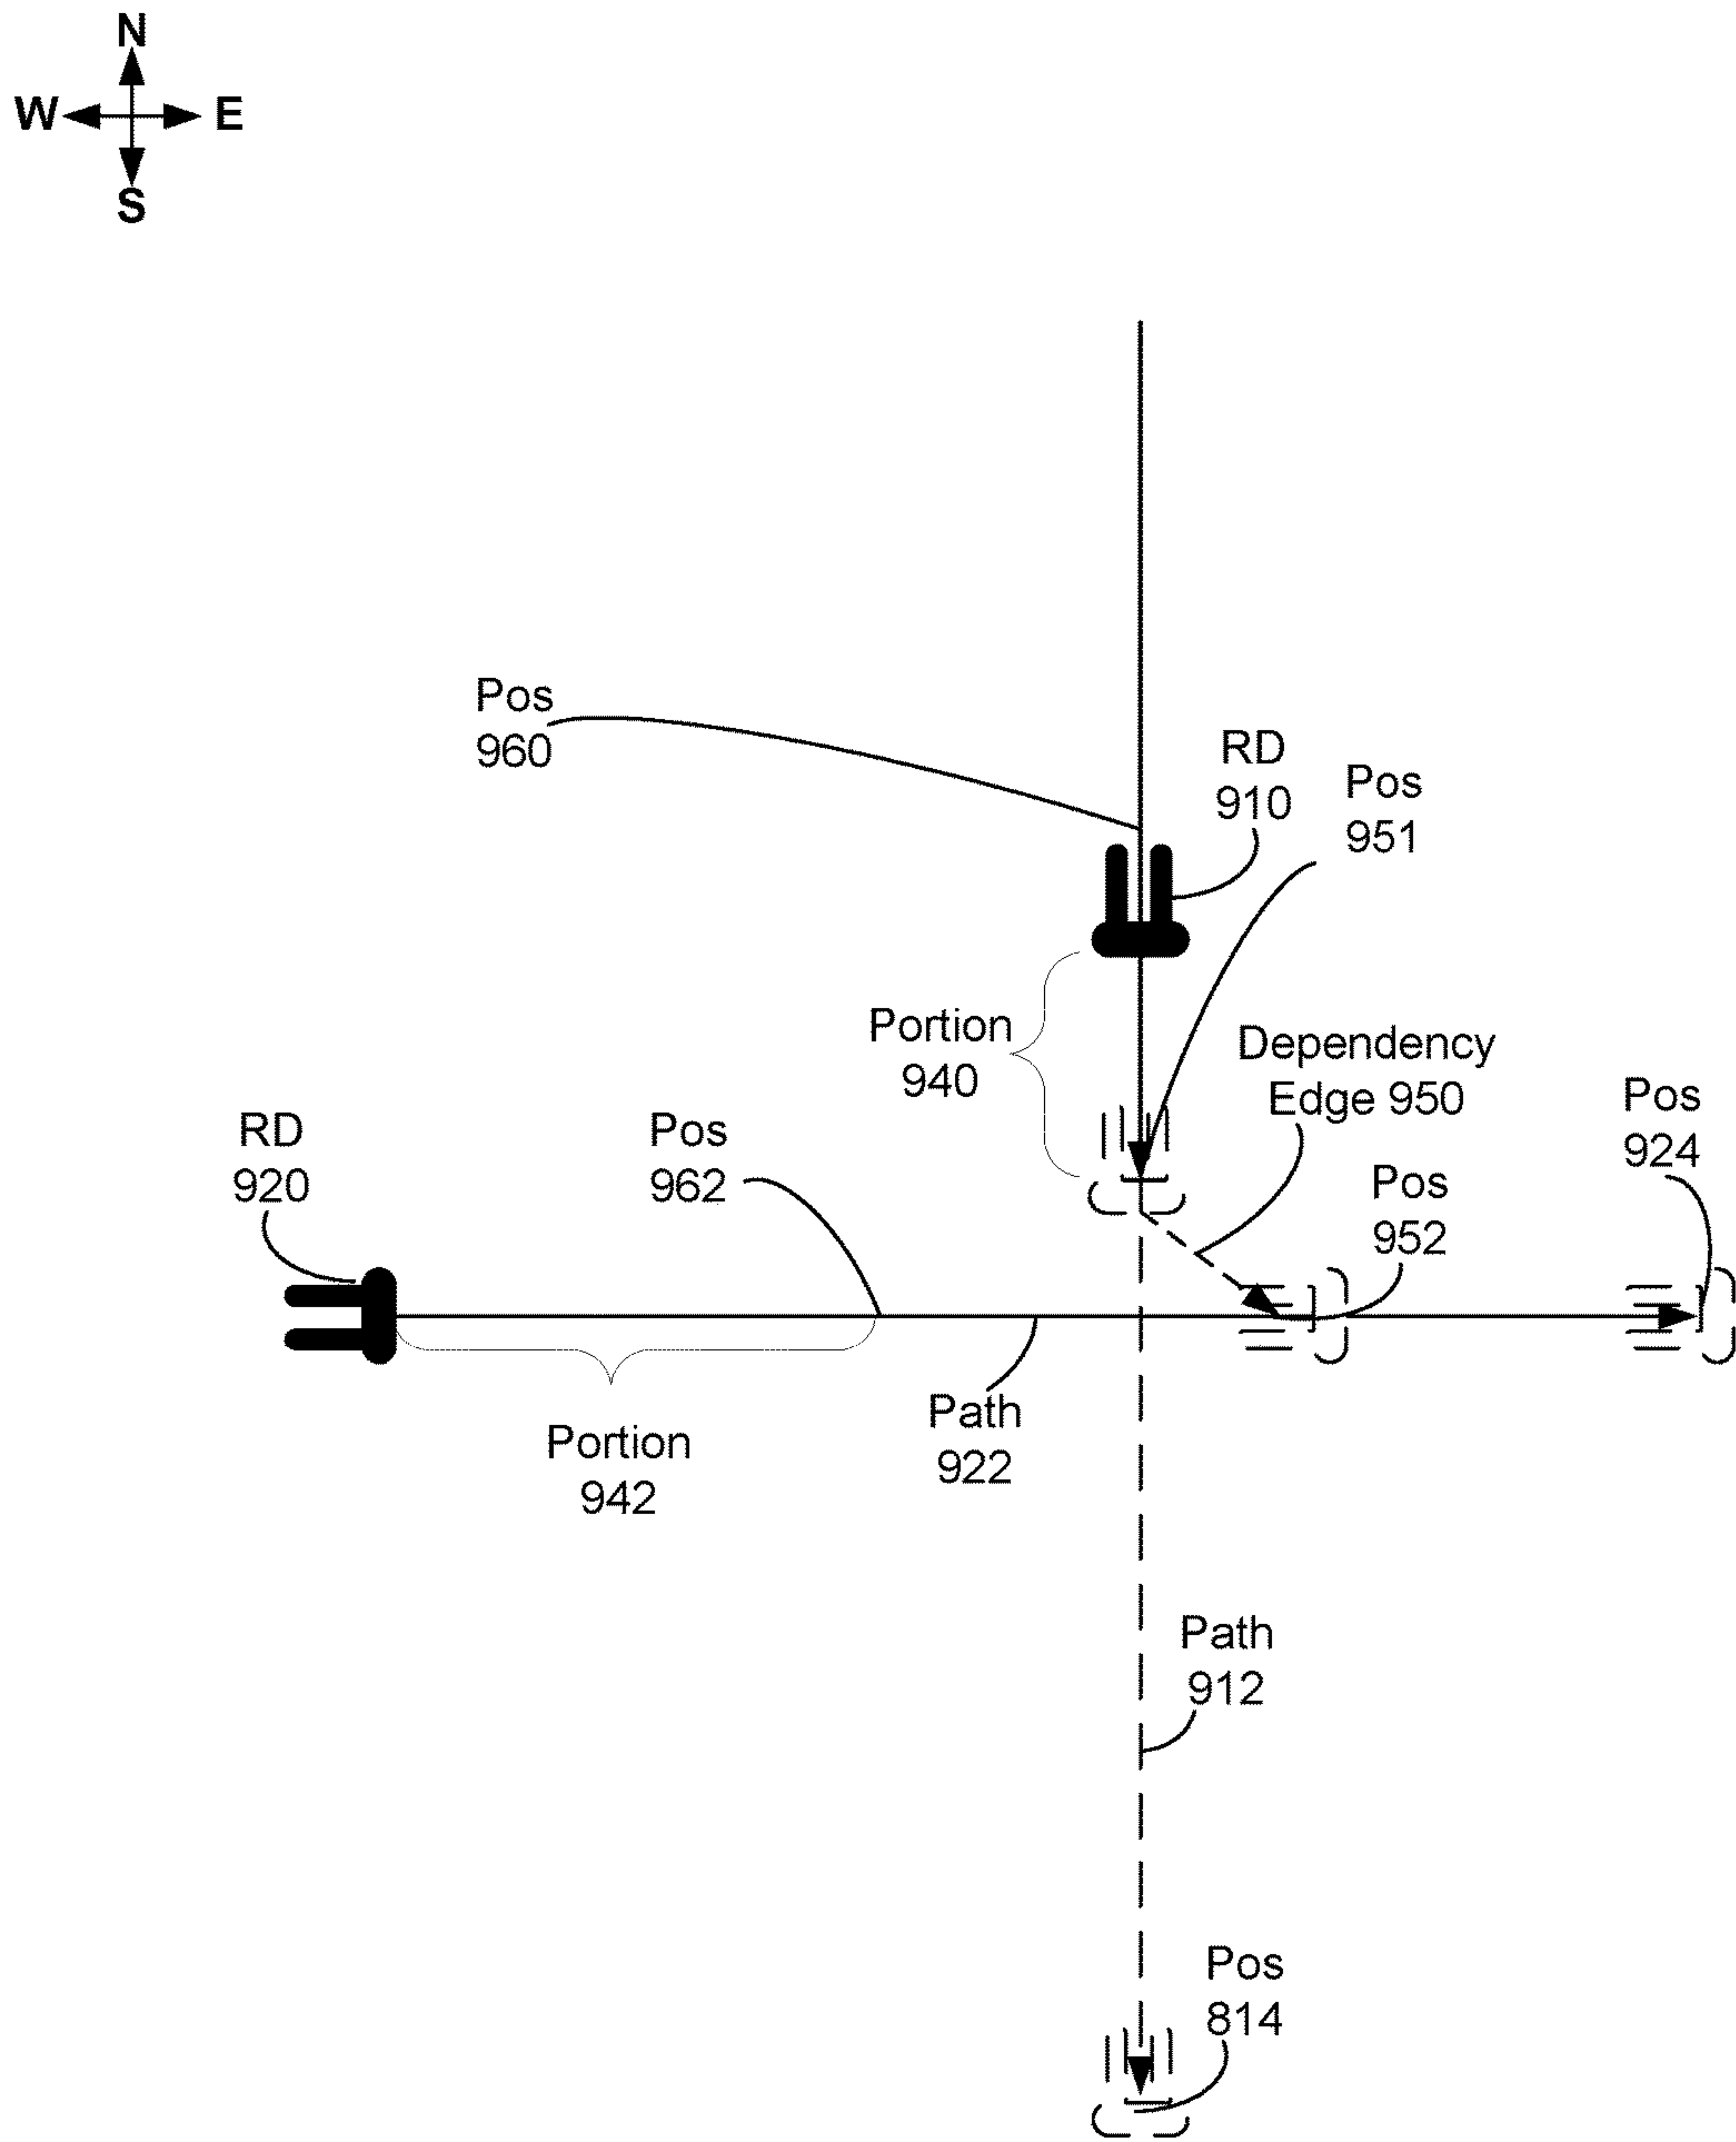 N
W E
S
Pos
960
RD
910
Pos
951
Portion
940
Dependency
Edge 950
Pos
924
RD
920
Pos
962
Pos
952
Path
922
Portion
942
Path
912
Pos
814